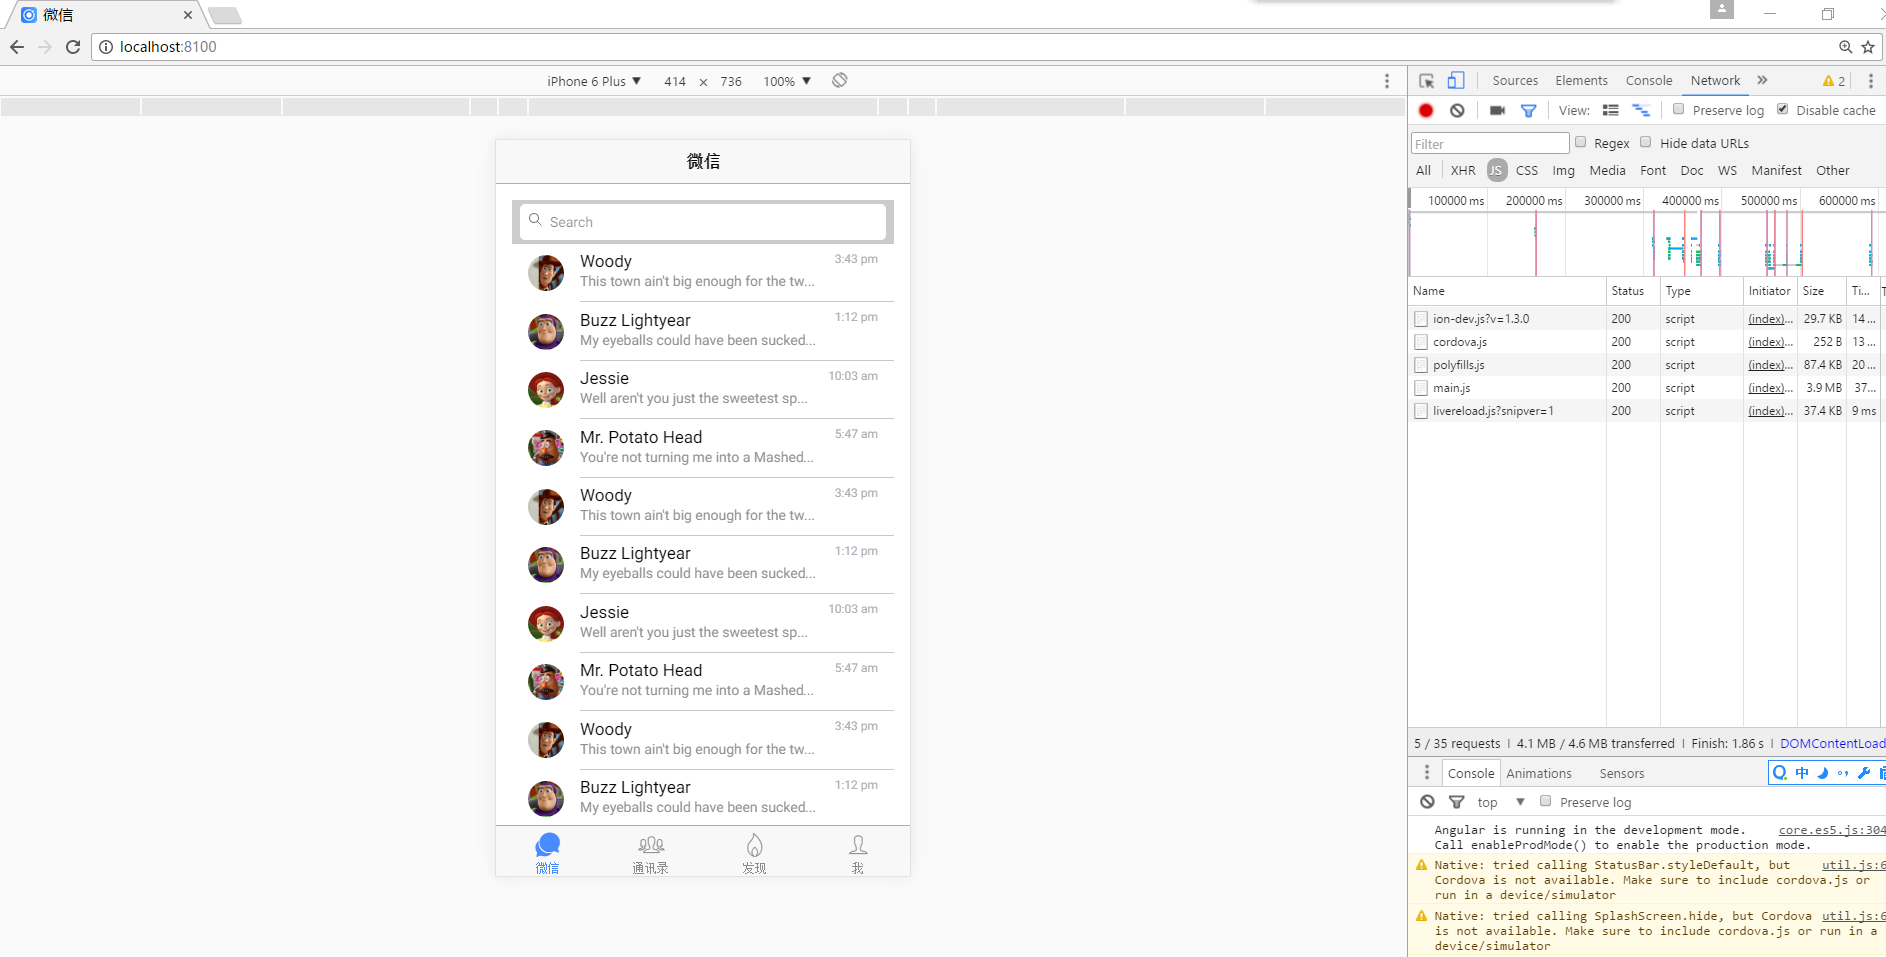 微信
localhost:8100
iPhone 6 Plus ▼ 414 × 736 100% ▼
Sources Elements Console Network » 2
View: Preserve log Disable cache
Filter Regex Hide data URLs
All XHR JS CSS Img Media Font Doc WS Manifest Other
100000 ms 200000 ms 300000 ms 400000 ms 500000 ms 600000 ms
Name Status Type Initiator Size Ti...
ion-dev.js?v=1.3.0 200 script (index)... 29.7 KB 14 ...
cordova.js 200 script (index)... 252 B 13 ...
polyfills.js 200 script (index)... 87.4 KB 20 ...
main.js 200 script (index)... 3.9 MB 37...
livereload.js?snipver=1 200 script (index)... 37.4 KB 9 ms
5 / 35 requests | 4.1 MB / 4.6 MB transferred | Finish: 1.86 s | DOMContentLoad
Console Animations Sensors
中
top ▼ Preserve log
Angular is running in the development mode. core.es5.js:304
Call enableProdMode() to enable the production mode.
Native: tried calling StatusBar.styleDefault, but util.js:6
Cordova is not available. Make sure to include cordova.js or
run in a device/simulator
Native: tried calling SplashScreen.hide, but Cordova util.js:6
is not available. Make sure to include cordova.js or run in a
device/simulator
微信
Search
Woody 3:43 pm
This town ain't big enough for the tw...
Buzz Lightyear 1:12 pm
My eyeballs could have been sucked...
Jessie 10:03 am
Well aren't you just the sweetest sp...
Mr. Potato Head 5:47 am
You're not turning me into a Mashed...
Woody 3:43 pm
This town ain't big enough for the tw...
Buzz Lightyear 1:12 pm
My eyeballs could have been sucked...
Jessie 10:03 am
Well aren't you just the sweetest sp...
Mr. Potato Head 5:47 am
You're not turning me into a Mashed...
Woody 3:43 pm
This town ain't big enough for the tw...
Buzz Lightyear 1:12 pm
My eyeballs could have been sucked...
微信 通讯录 发现 我